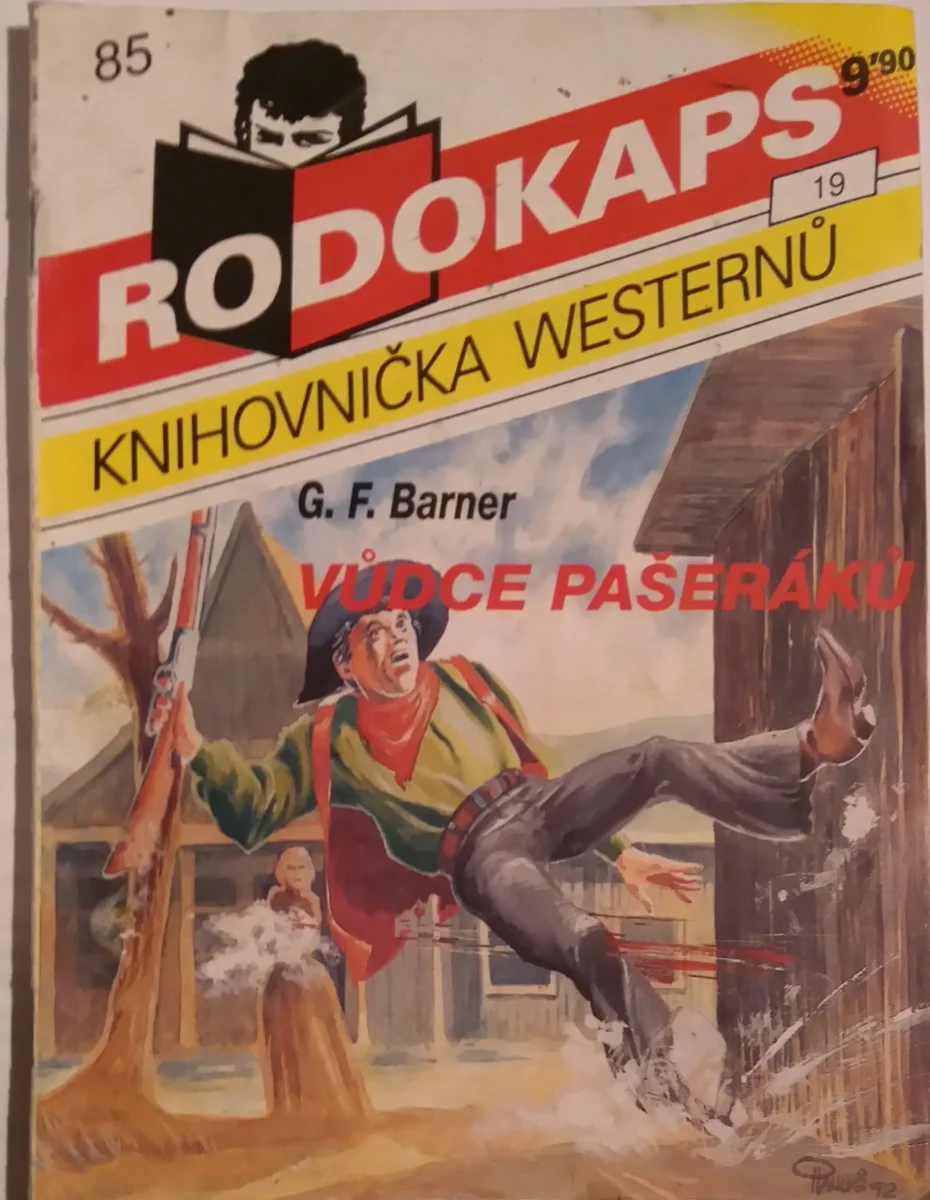 85
9'90
RODOKAPS
19
KNIHOVNIČKA WESTERNŮ
G. F. Barner
VŮDCE PAŠERÁKŮ